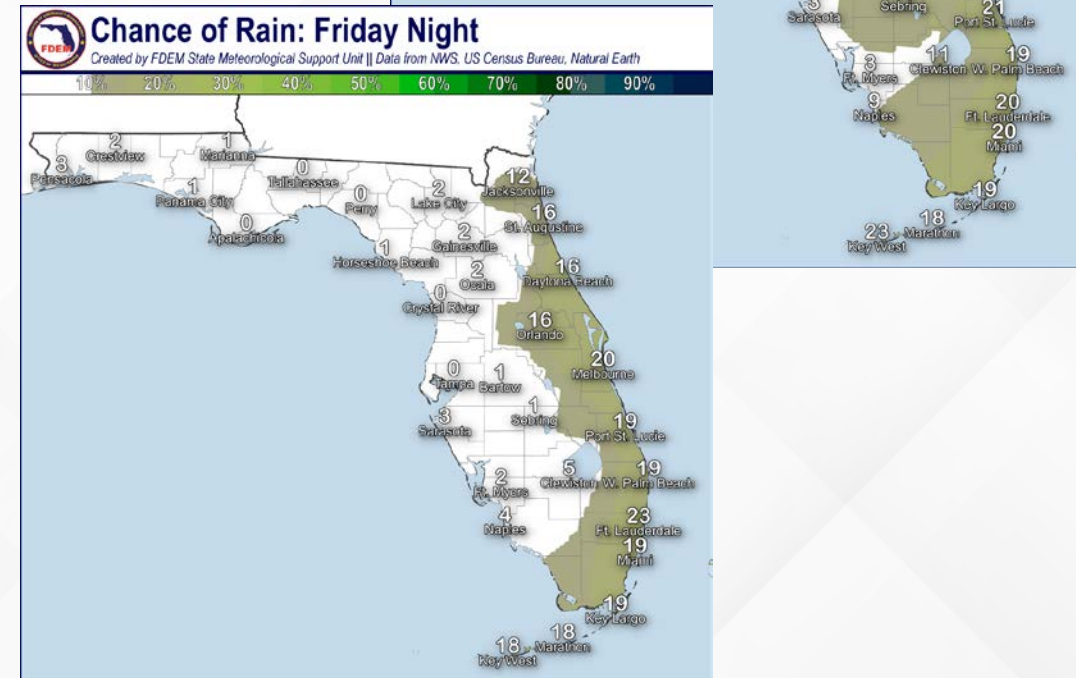 Chance of Rain: Friday Night
Created by FDEM State Meteorological Support Unit || Data from NWS, US Census Bureau, Natural Earth
FDEM
10% 20% 30% 40% 50% 60% 70% 80% 90%
2
Crestview
1
Marianna
3
Pensacola
0
Tallahassee
12
Jacksonville
1
Panama City
0
Perry
2
Lake City
16
St. Augustine
0
Apalachicola
2
Gainesville
1
Horseshoe Beach
2
Ocala
16
Daytona Beach
0
Crystal River
16
Orlando
20
Melbourne
0
Tampa
1
Bartow
1
Sebring
3
Sarasota
19
Port St. Lucie
2
Ft. Myers
5
Clewiston
19
W. Palm Beach
4
Naples
23
Ft. Lauderdale
19
Miami
19
Key Largo
18
Marathon
18
Key West
3
Sarasota
Sebring
21
Port St. Lucie
3
Ft. Myers
11
Clewiston
19
W. Palm Beach
9
Naples
20
Ft. Lauderdale
20
Miami
19
Key Largo
18
Marathon
23
Key West